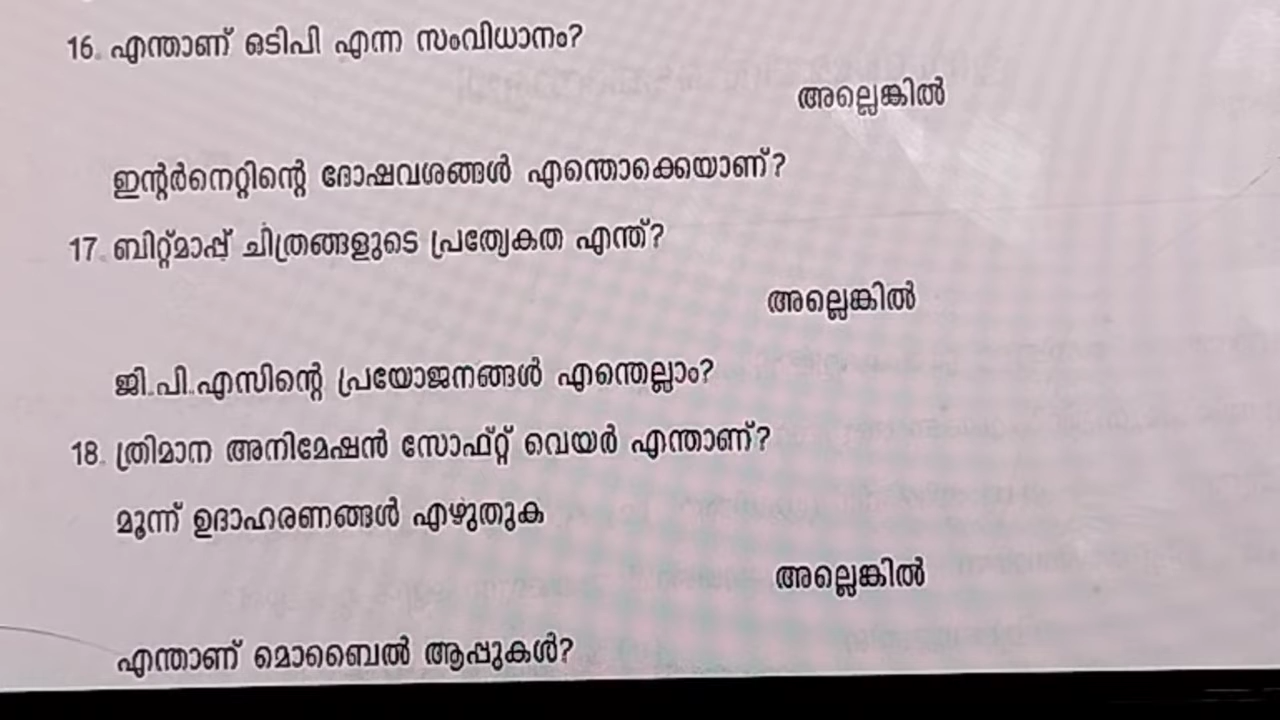 16. എന്താണ് ഒടിപി എന്ന സംവിധാനം?
അല്ലെങ്കിൽ
ഇന്റർനെറ്റിന്റെ ദോഷവശങ്ങൾ എന്തൊക്കെയാണ്?
17. ബിറ്റ്മാപ്പ് ചിത്രങ്ങളുടെ പ്രത്യേകത എന്ത്?
അല്ലെങ്കിൽ
ജി.പി.എസിന്റെ പ്രയോജനങ്ങൾ എന്തെല്ലാം?
18. ത്രിമാന അനിമേഷൻ സോഫ്റ്റ് വെയർ എന്താണ്?
മൂന്ന് ഉദാഹരണങ്ങൾ എഴുതുക
അല്ലെങ്കിൽ
എന്താണ് മൊബൈൽ ആപ്പുകൾ?